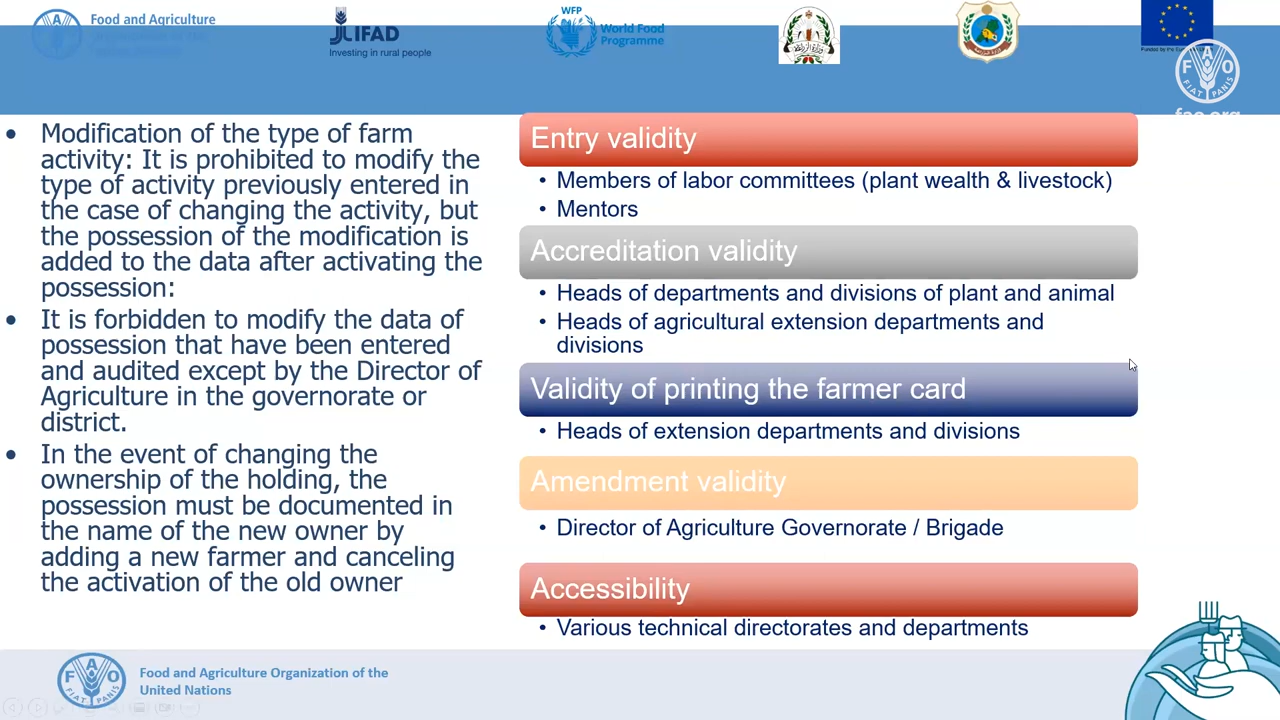 Food and Agriculture
JLIFAD
Investing in rural people
WFP
World Food
Programme
F A O
FIAT PANIS
fao.org
• Modification of the type of farm
activity: It is prohibited to modify the
type of activity previously entered in
the case of changing the activity, but
the possession of the modification is
added to the data after activating the
possession:
• It is forbidden to modify the data of
possession that have been entered
and audited except by the Director of
Agriculture in the governorate or
district.
• In the event of changing the
ownership of the holding, the
possession must be documented in
the name of the new owner by
adding a new farmer and canceling
the activation of the old owner
Entry validity
• Members of labor committees (plant wealth & livestock)
• Mentors
Accreditation validity
• Heads of departments and divisions of plant and animal
• Heads of agricultural extension departments and
divisions
Validity of printing the farmer card
• Heads of extension departments and divisions
Amendment validity
• Director of Agriculture Governorate / Brigade
Accessibility
• Various technical directorates and departments
F A O
FIAT PANIS
Food and Agriculture Organization of the
United Nations